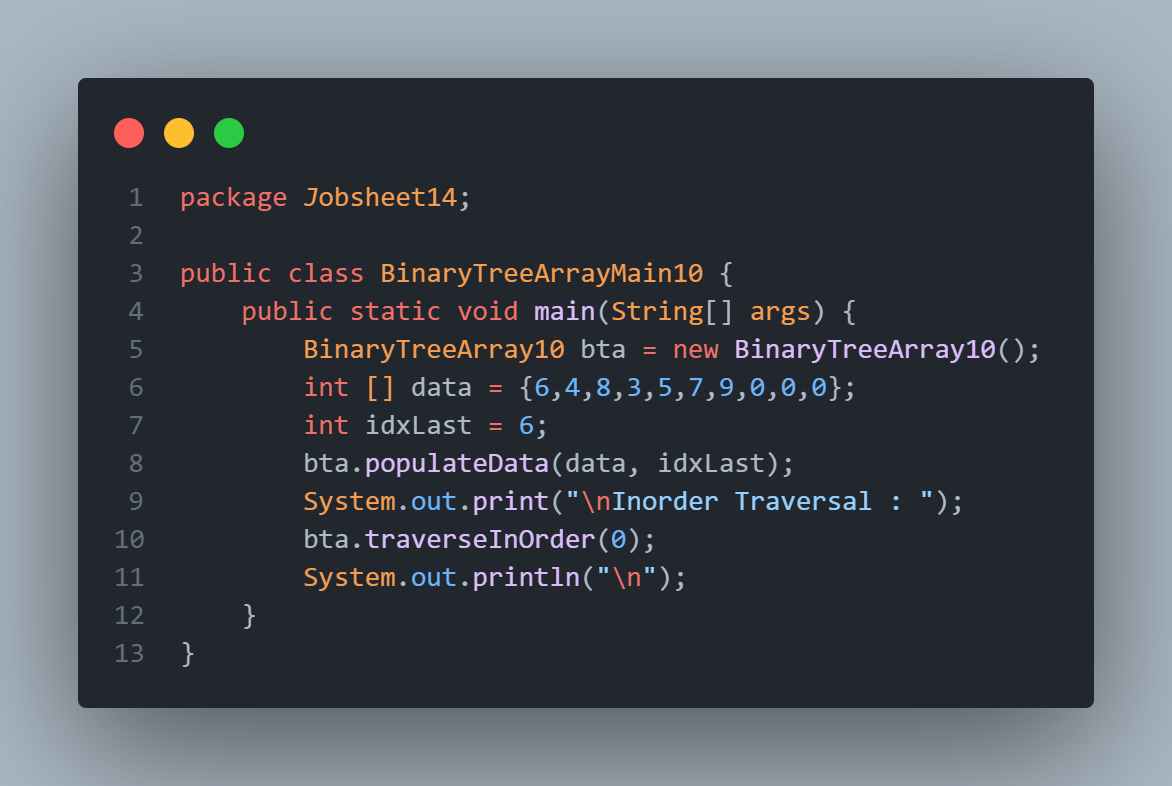 1 package Jobsheet14;
2
3 public class BinaryTreeArrayMain10 {
4     public static void main(String[] args) {
5         BinaryTreeArray10 bta = new BinaryTreeArray10();
6         int [] data = {6,4,8,3,5,7,9,0,0,0};
7         int idxLast = 6;
8         bta.populateData(data, idxLast);
9         System.out.print("\nInorder Traversal : ");
10         bta.traverseInOrder(0);
11         System.out.println("\n");
12     }
13 }